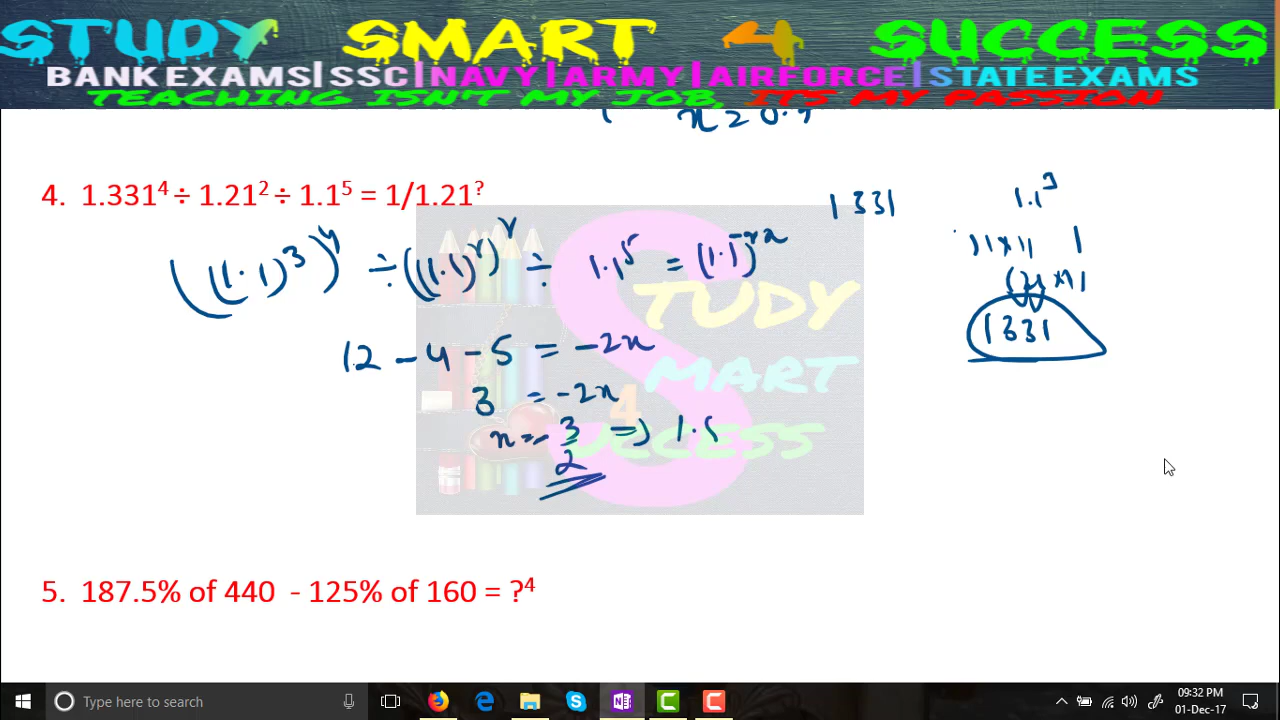 STUDY SMART 4 SUCCESS
BANK EXAMS|SSC|NAVY|ARMY|AIRFORCE|STATE EXAMS
TEACHING ISN'T MY JOB, IT'S MY PASSION
4. 1.331⁴ ÷ 1.21² ÷ 1.1⁵ = 1/1.21^?
1331
1.1³
((1.1)³)⁴ ÷ ((1.1)²)² ÷ 1.1⁵ = (1.1)^-2x
12 - 4 - 5 = -2x
1331
3 = -2x
x = -3/2 => 1.5
STUDY
SMART
4
SUCCESS
5. 187.5% of 440 - 125% of 160 = ?⁴
Type here to search
09:32 PM
01-Dec-17